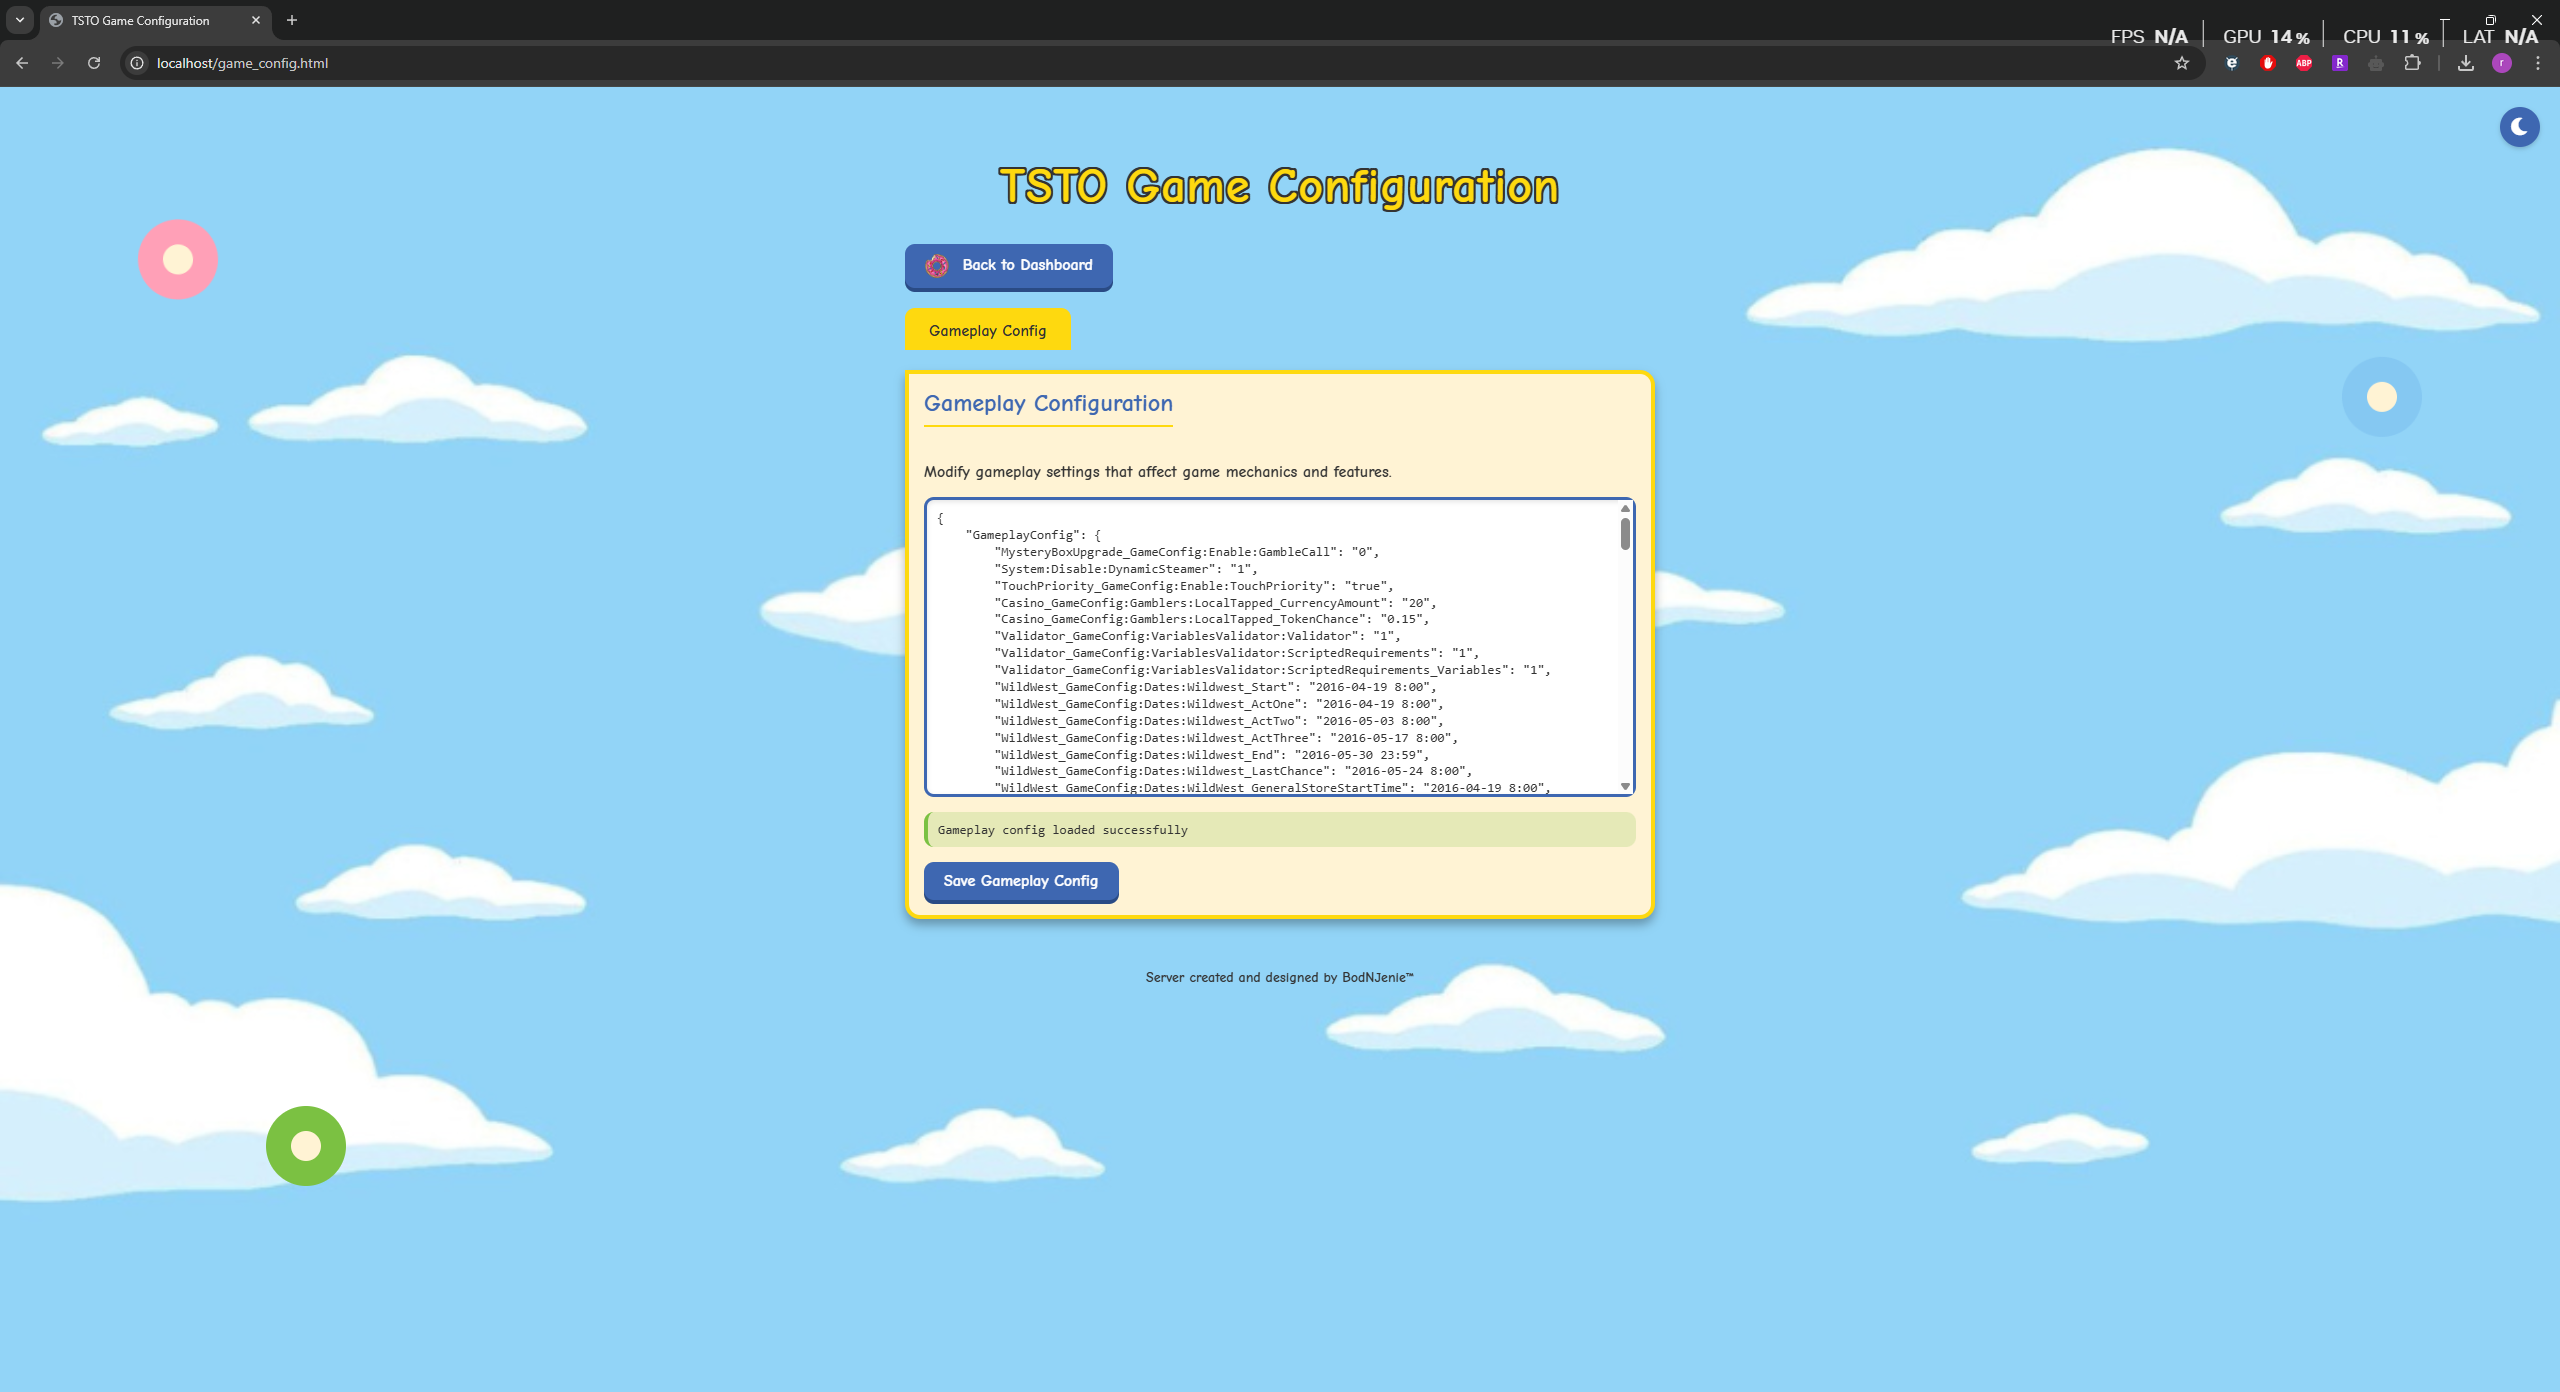 TSTO Game Configuration
FPS N/A GPU 14 % CPU 11 % LAT N/A
localhost/game_config.html
ABP R r
TSTO Game Configuration
Back to Dashboard
Gameplay Config
Gameplay Configuration
Modify gameplay settings that affect game mechanics and features.
{
"GameplayConfig": {
"MysteryBoxUpgrade_GameConfig:Enable:GambleCall": "0",
"System:Disable:DynamicSteamer": "1",
"TouchPriority_GameConfig:Enable:TouchPriority": "true",
"Casino_GameConfig:Gamblers:LocalTapped_CurrencyAmount": "20",
"Casino_GameConfig:Gamblers:LocalTapped_TokenChance": "0.15",
"Validator_GameConfig:VariablesValidator:Validator": "1",
"Validator_GameConfig:VariablesValidator:ScriptedRequirements": "1",
"Validator_GameConfig:VariablesValidator:ScriptedRequirements_Variables": "1",
"WildWest_GameConfig:Dates:Wildwest_Start": "2016-04-19 8:00",
"WildWest_GameConfig:Dates:Wildwest_ActOne": "2016-04-19 8:00",
"WildWest_GameConfig:Dates:Wildwest_ActTwo": "2016-05-03 8:00",
"WildWest_GameConfig:Dates:Wildwest_ActThree": "2016-05-17 8:00",
"WildWest_GameConfig:Dates:Wildwest_End": "2016-05-30 23:59",
"WildWest_GameConfig:Dates:Wildwest_LastChance": "2016-05-24 8:00",
"WildWest_GameConfig:Dates:WildWest_GeneralStoreStartTime": "2016-04-19 8:00",
Gameplay config loaded successfully
Save Gameplay Config
Server created and designed by BodNJenie™